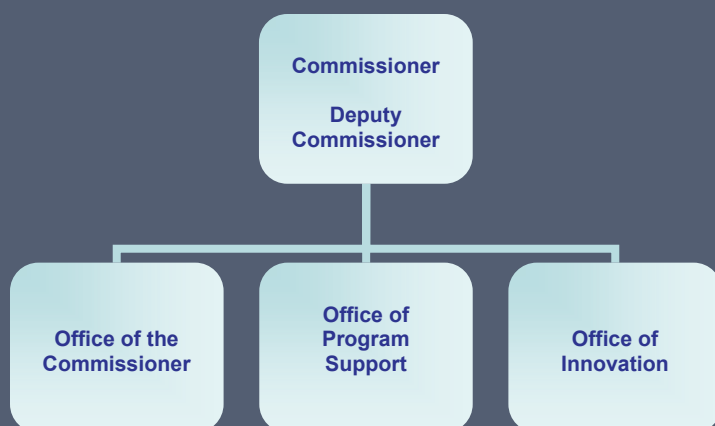 Commissioner
Deputy
Commissioner
Office of the
Commissioner
Office of
Program
Support
Office of
Innovation